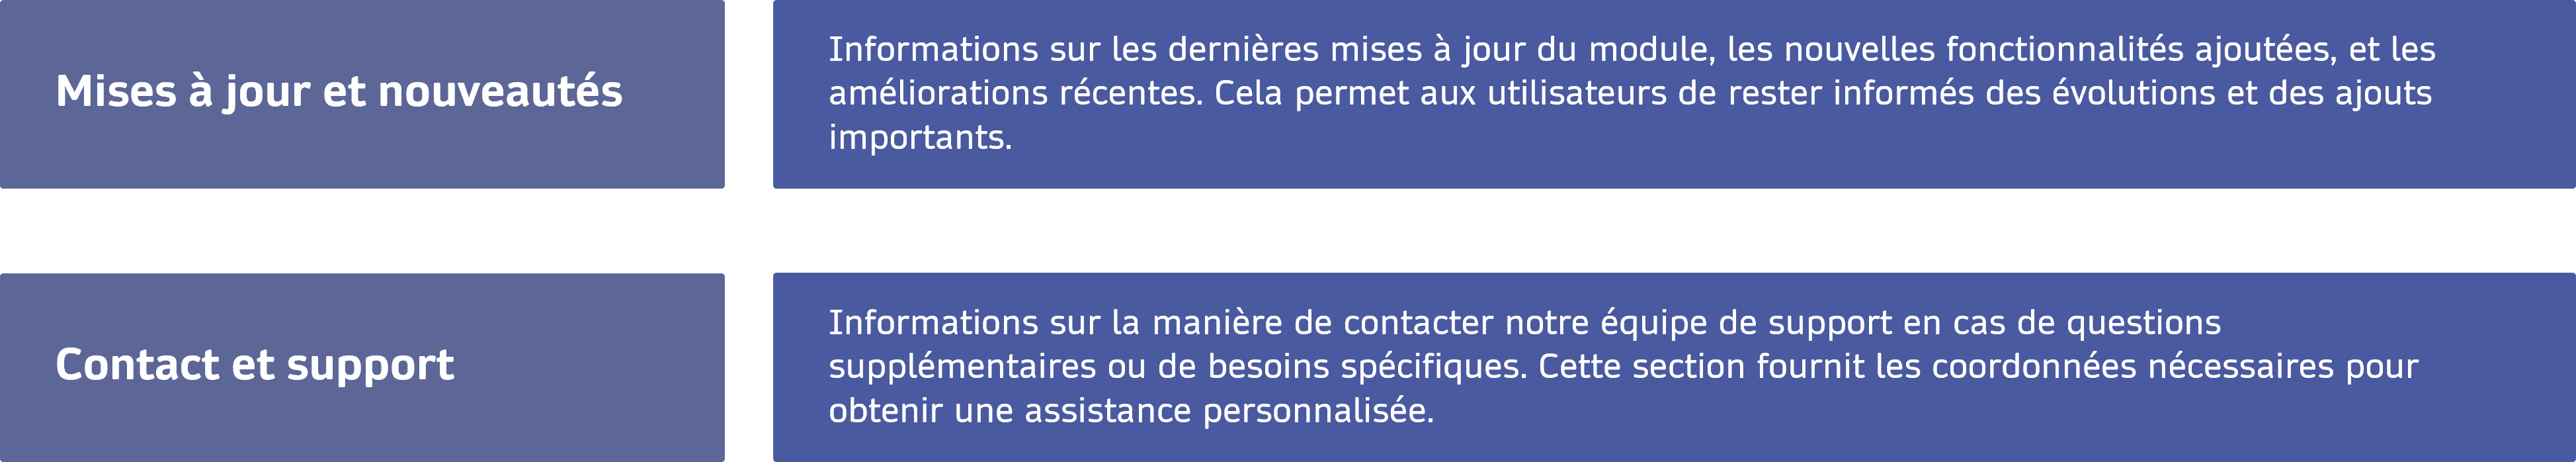 Mises à jour et nouveautés
Informations sur les dernières mises à jour du module, les nouvelles fonctionnalités ajoutées, et les
améliorations récentes. Cela permet aux utilisateurs de rester informés des évolutions et des ajouts
importants.
Contact et support
Informations sur la manière de contacter notre équipe de support en cas de questions
supplémentaires ou de besoins spécifiques. Cette section fournit les coordonnées nécessaires pour
obtenir une assistance personnalisée.